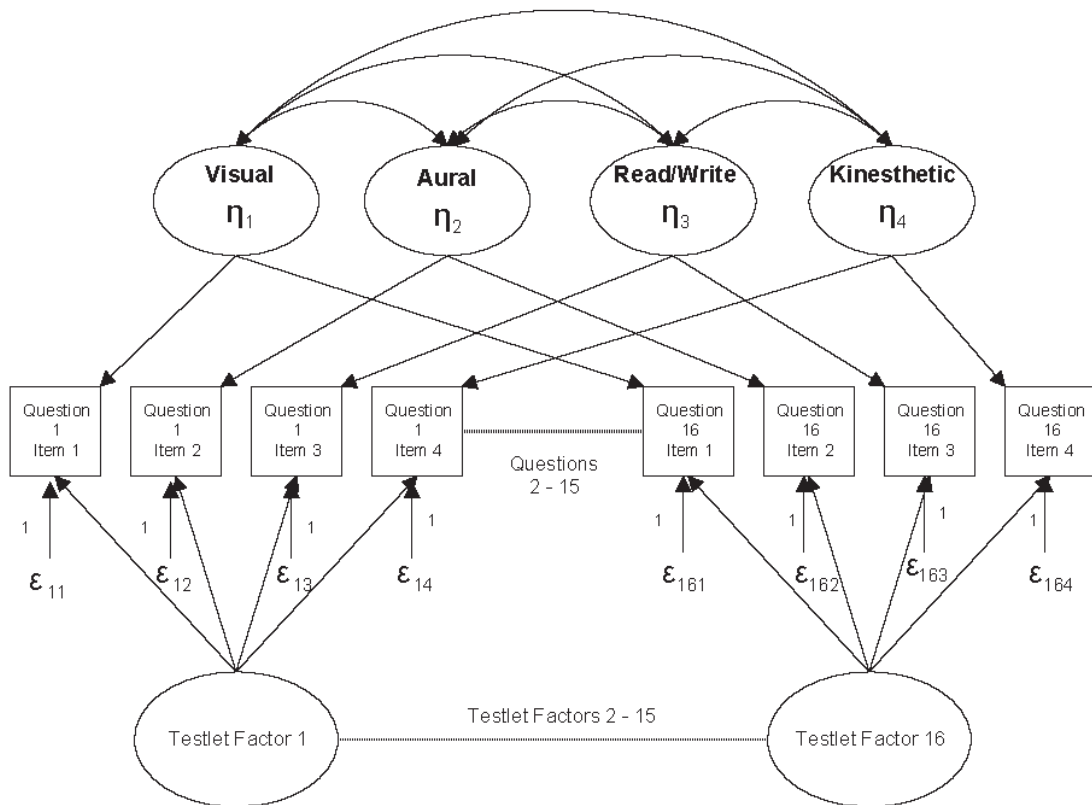 Visual
η1
Aural
η2
Read/Write
η3
Kinesthetic
η4
Question
1
Item 1
Question
1
Item 2
Question
1
Item 3
Question
1
Item 4
Questions
2 - 15
Question
16
Item 1
Question
16
Item 2
Question
16
Item 3
Question
16
Item 4
1
1
1
1
1
1
1
1
ε11
ε12
ε13
ε14
ε161
ε162
ε163
ε164
Testlet Factor 1
Testlet Factors 2 - 15
Testlet Factor 16